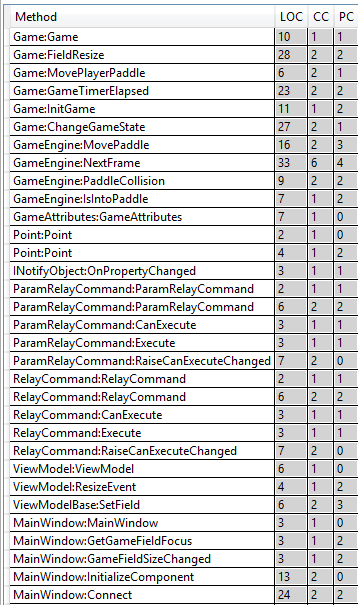 Method LOC CC PC
Game:Game 10 1 1
Game:FieldResize 28 2 2
Game:MovePlayerPaddle 6 2 1
Game:GameTimerElapsed 23 2 2
Game:InitGame 11 1 2
Game:ChangeGameState 27 2 1
GameEngine:MovePaddle 16 2 3
GameEngine:NextFrame 33 6 4
GameEngine:PaddleCollision 9 2 2
GameEngine:IsIntoPaddle 7 1 2
GameAttributes:GameAttributes 7 1 0
Point:Point 2 1 0
Point:Point 4 1 2
INotifyObject:OnPropertyChanged 3 1 1
ParamRelayCommand:ParamRelayCommand 2 1 1
ParamRelayCommand:ParamRelayCommand 6 2 2
ParamRelayCommand:CanExecute 3 1 1
ParamRelayCommand:Execute 3 1 1
ParamRelayCommand:RaiseCanExecuteChanged 7 2 0
RelayCommand:RelayCommand 2 1 1
RelayCommand:RelayCommand 6 2 2
RelayCommand:CanExecute 3 1 1
RelayCommand:Execute 3 1 1
RelayCommand:RaiseCanExecuteChanged 7 2 0
ViewModel:ViewModel 6 1 0
ViewModel:ResizeEvent 4 1 2
ViewModelBase:SetField 6 2 3
MainWindow:MainWindow 3 1 0
MainWindow:GetGameFieldFocus 3 1 2
MainWindow:GameFieldSizeChanged 3 1 2
MainWindow:InitializeComponent 13 2 0
MainWindow:Connect 24 2 2